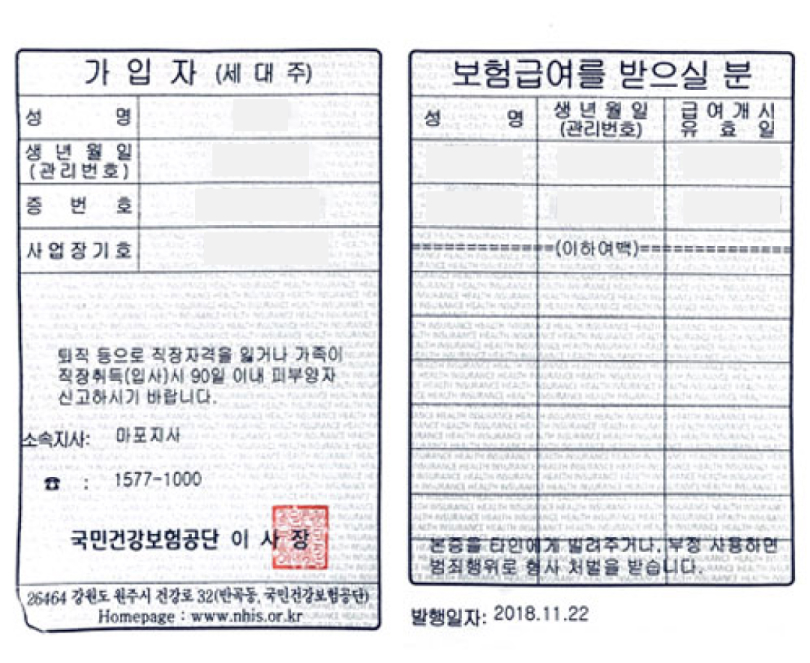 가 입 자 (세 대 주)
성 명
생 년 월 일
(관리번호)
증 번 호
사업장기호
퇴직 등으로 직장자격을 잃거나 가족이
직장취득(입사)시 90일 이내 피부양자
신고하시기 바랍니다.
소속지사: 마포지사
☎ : 1577-1000
국민건강보험공단 이 사 장
26464 강원도 원주시 건강로 32(반곡동, 국민건강보험공단)
Homepage : www.nhis.or.kr
보험급여를 받으실 분
성 명
생 년 월 일
(관리번호)
급 여 개 시
유 효 일
============(이하여백)============
본증을 타인에게 빌려주거나, 부정 사용하면
범죄행위로 형사 처벌을 받습니다.
발행일자: 2018.11.22